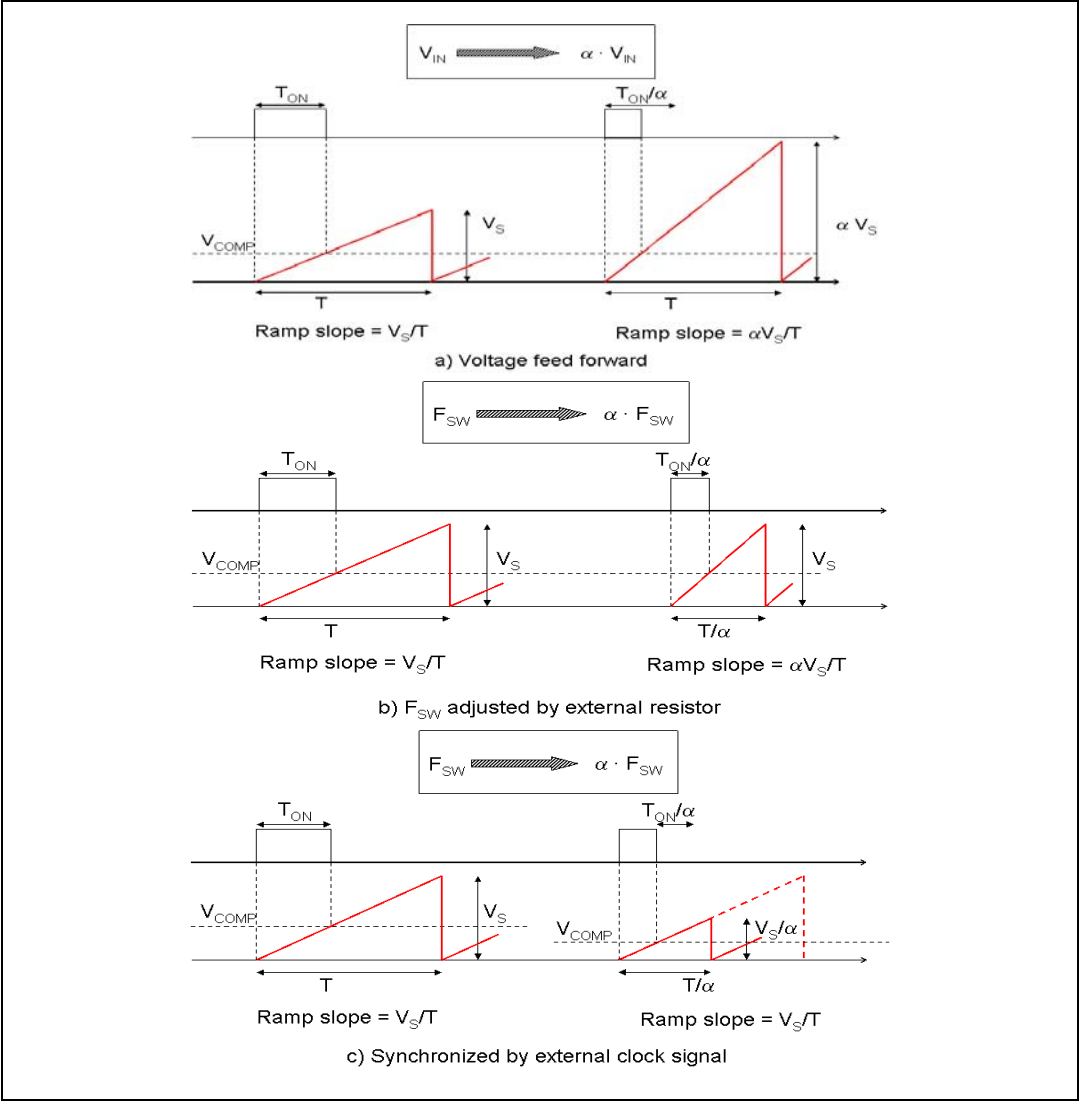 V_IN α · V_IN
T_ON T_ON/α
V_COMP V_S α V_S
T T
Ramp slope = V_S/T Ramp slope = αV_S/T
a) Voltage feed forward
F_SW α · F_SW
T_ON T_ON/α
V_COMP V_S V_S
T T/α
Ramp slope = V_S/T Ramp slope = αV_S/T
b) F_SW adjusted by external resistor
F_SW α · F_SW
T_ON T_ON/α
V_COMP V_S V_COMP V_S/α
T T/α
Ramp slope = V_S/T Ramp slope = V_S/T
c) Synchronized by external clock signal